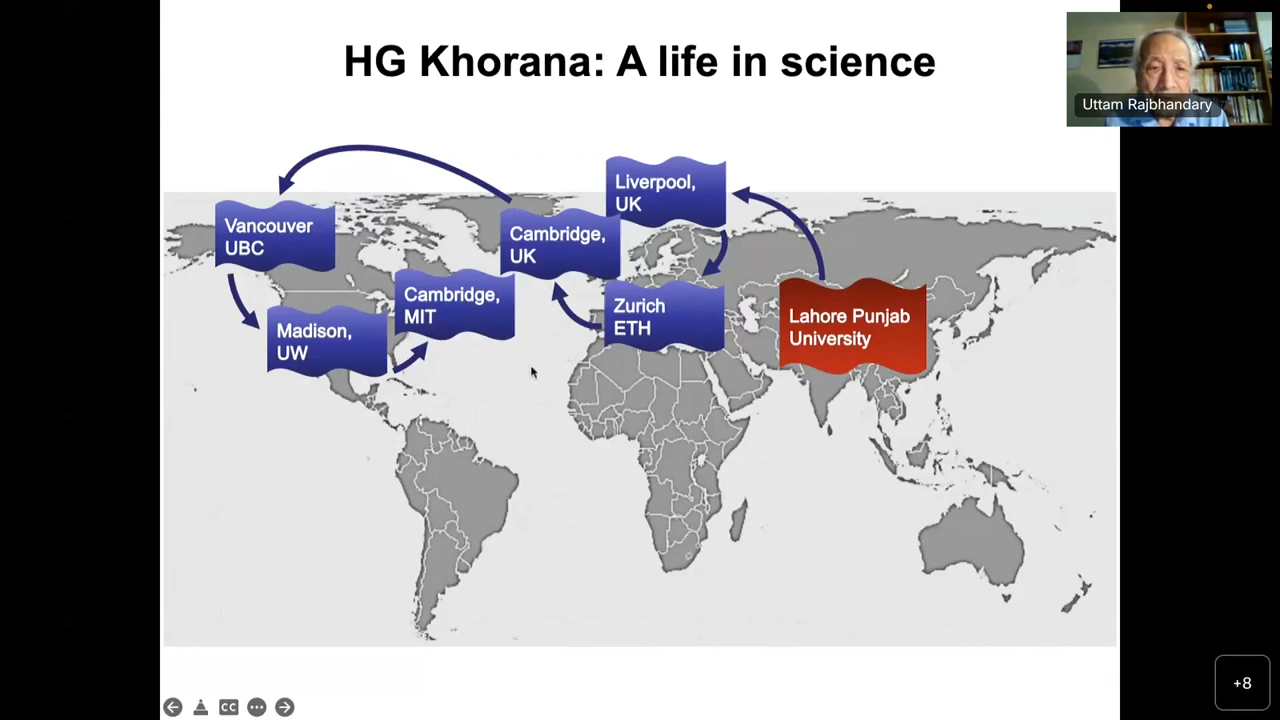 HG Khorana: A life in science
Uttam Rajbhandary
Liverpool,
UK
Vancouver
UBC
Cambridge,
UK
Cambridge,
MIT
Zurich
ETH
Lahore Punjab
University
Madison,
UW
CC
+8